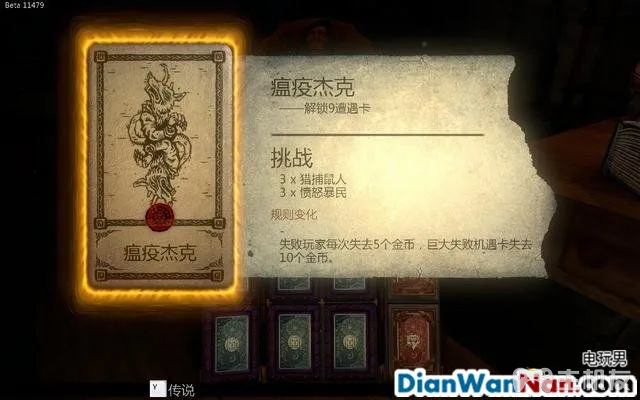 Beta 11479
瘟疫杰克
——解锁9遭遇卡
挑战
3 x 猎捕鼠人
3 x 愤怒暴民
规则变化
-
失败玩家每次失去5个金币，巨大失败机遇卡失去
10个金币。
瘟疫杰克
Y 传说
电玩男
DianWanNan.com